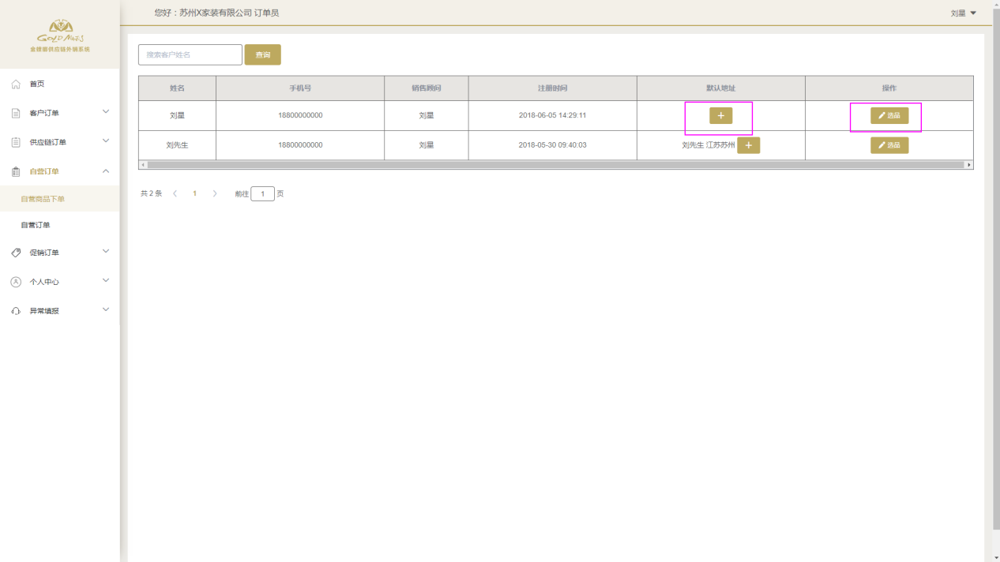 您好：苏州X家装有限公司 订单员
刘星
GOLD MANTIS
金螳螂供应链外销系统
首页
客户订单
供应链订单
自营订单
自营商品下单
自营订单
促销订单
个人中心
异常填报
搜索客户姓名 查询
姓名 手机号 销售顾问 注册时间 默认地址 操作
刘星 18800000000 刘星 2018-06-05 14:29:11 + 选品
刘先生 18800000000 刘星 2018-05-30 09:40:03 刘先生 江苏苏州 + 选品
共 2 条 1 前往 1 页